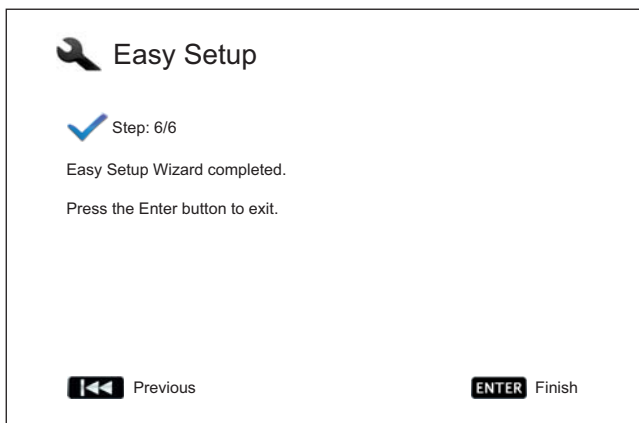 Easy Setup
Step: 6/6
Easy Setup Wizard completed.
Press the Enter button to exit.
Previous ENTER Finish